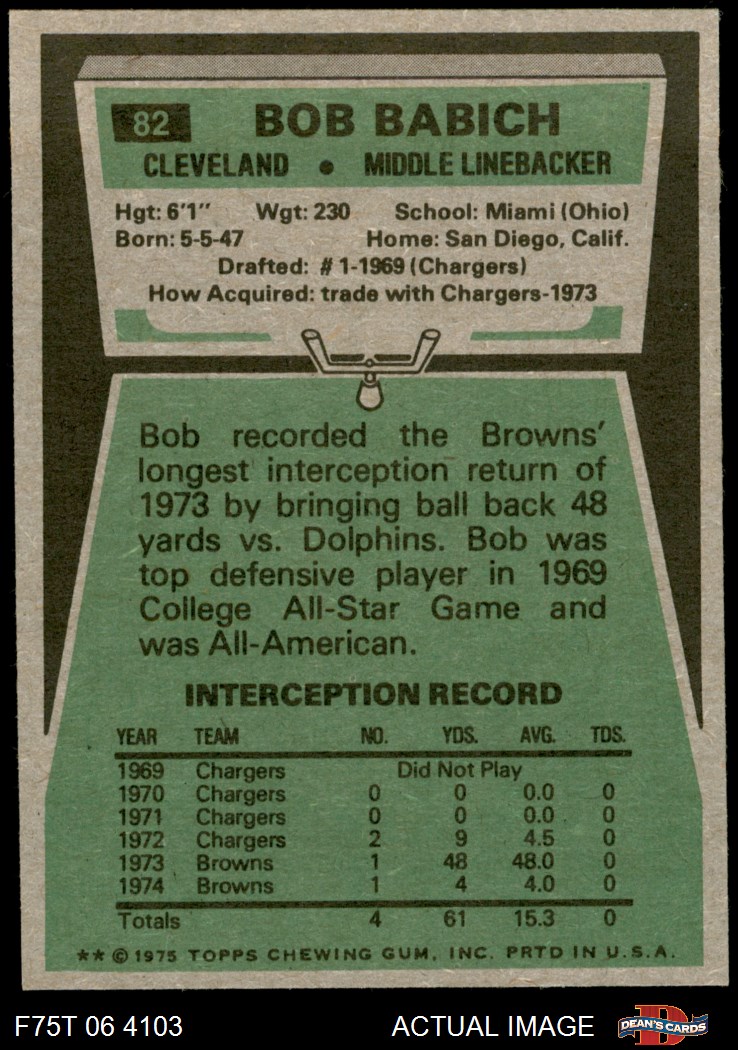 82 BOB BABICH
CLEVELAND • MIDDLE LINEBACKER
Hgt: 6'1" Wgt: 230 School: Miami (Ohio)
Born: 5-5-47 Home: San Diego, Calif.
Drafted: #1-1969 (Chargers)
How Acquired: trade with Chargers-1973
Bob recorded the Browns'
longest interception return of
1973 by bringing ball back 48
yards vs. Dolphins. Bob was
top defensive player in 1969
College All-Star Game and
was All-American.
INTERCEPTION RECORD
YEAR TEAM NO. YDS. AVG. TDS.
1969 Chargers Did Not Play
1970 Chargers 0 0 0.0 0
1971 Chargers 0 0 0.0 0
1972 Chargers 2 9 4.5 0
1973 Browns 1 48 48.0 0
1974 Browns 1 4 4.0 0
Totals 4 61 15.3 0
** © 1975 TOPPS CHEWING GUM, INC. PRTD IN U.S.A.
F75T 06 4103 ACTUAL IMAGE D DEAN'S CARDS